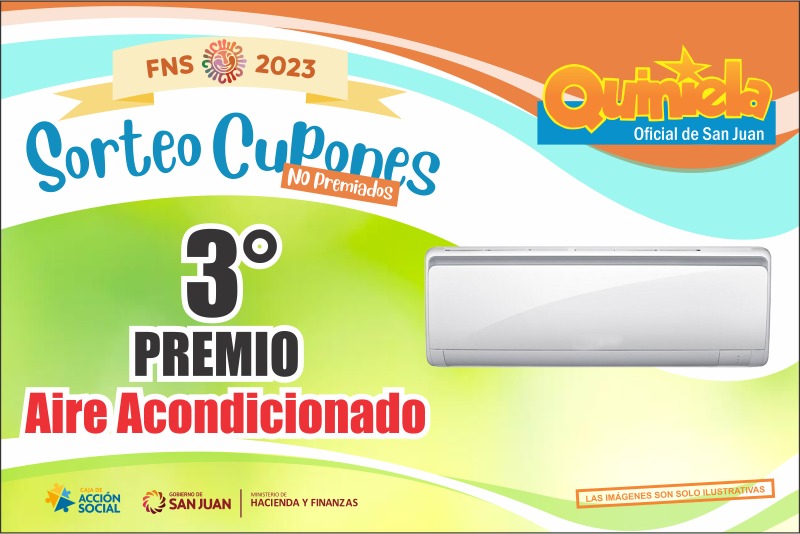 FNS 2023
Sorteo Cupones
NO Premiados
Quiniela
Oficial de San Juan
3°
PREMIO
Aire Acondicionado
CAJA DE
ACCIÓN
SOCIAL
GOBIERNO DE
SAN JUAN
MINISTERIO DE
HACIENDA Y FINANZAS
LAS IMÁGENES SON SOLO ILUSTRATIVAS